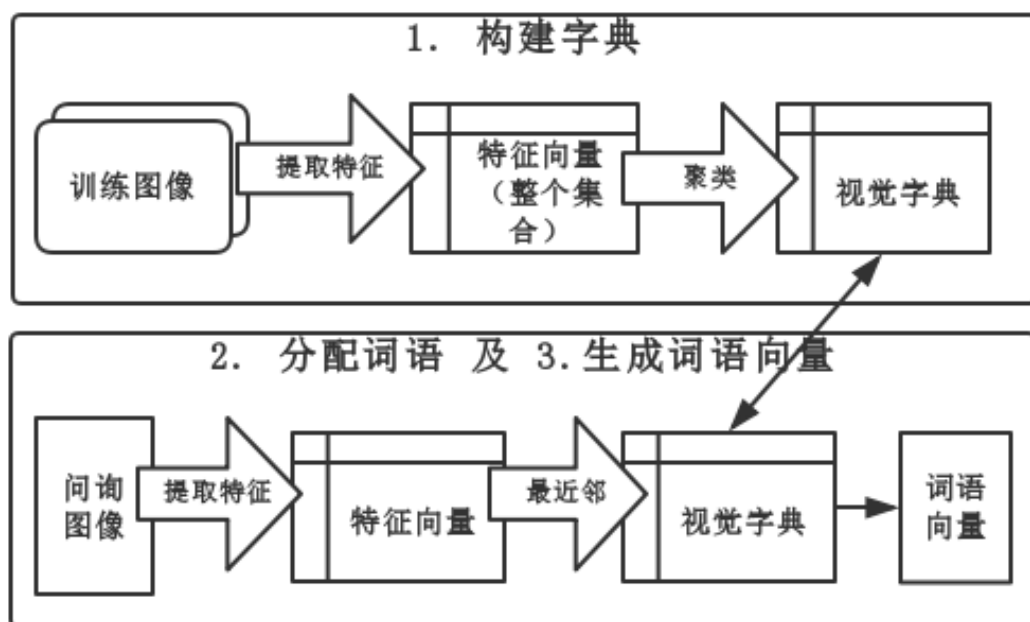 1. 构建字典
训练图像
提取特征
特征向量
（整个集
合）
聚类
视觉字典
2. 分配词语 及 3.生成词语向量
问询
图像
提取特征
特征向量
最近邻
视觉字典
词语
向量